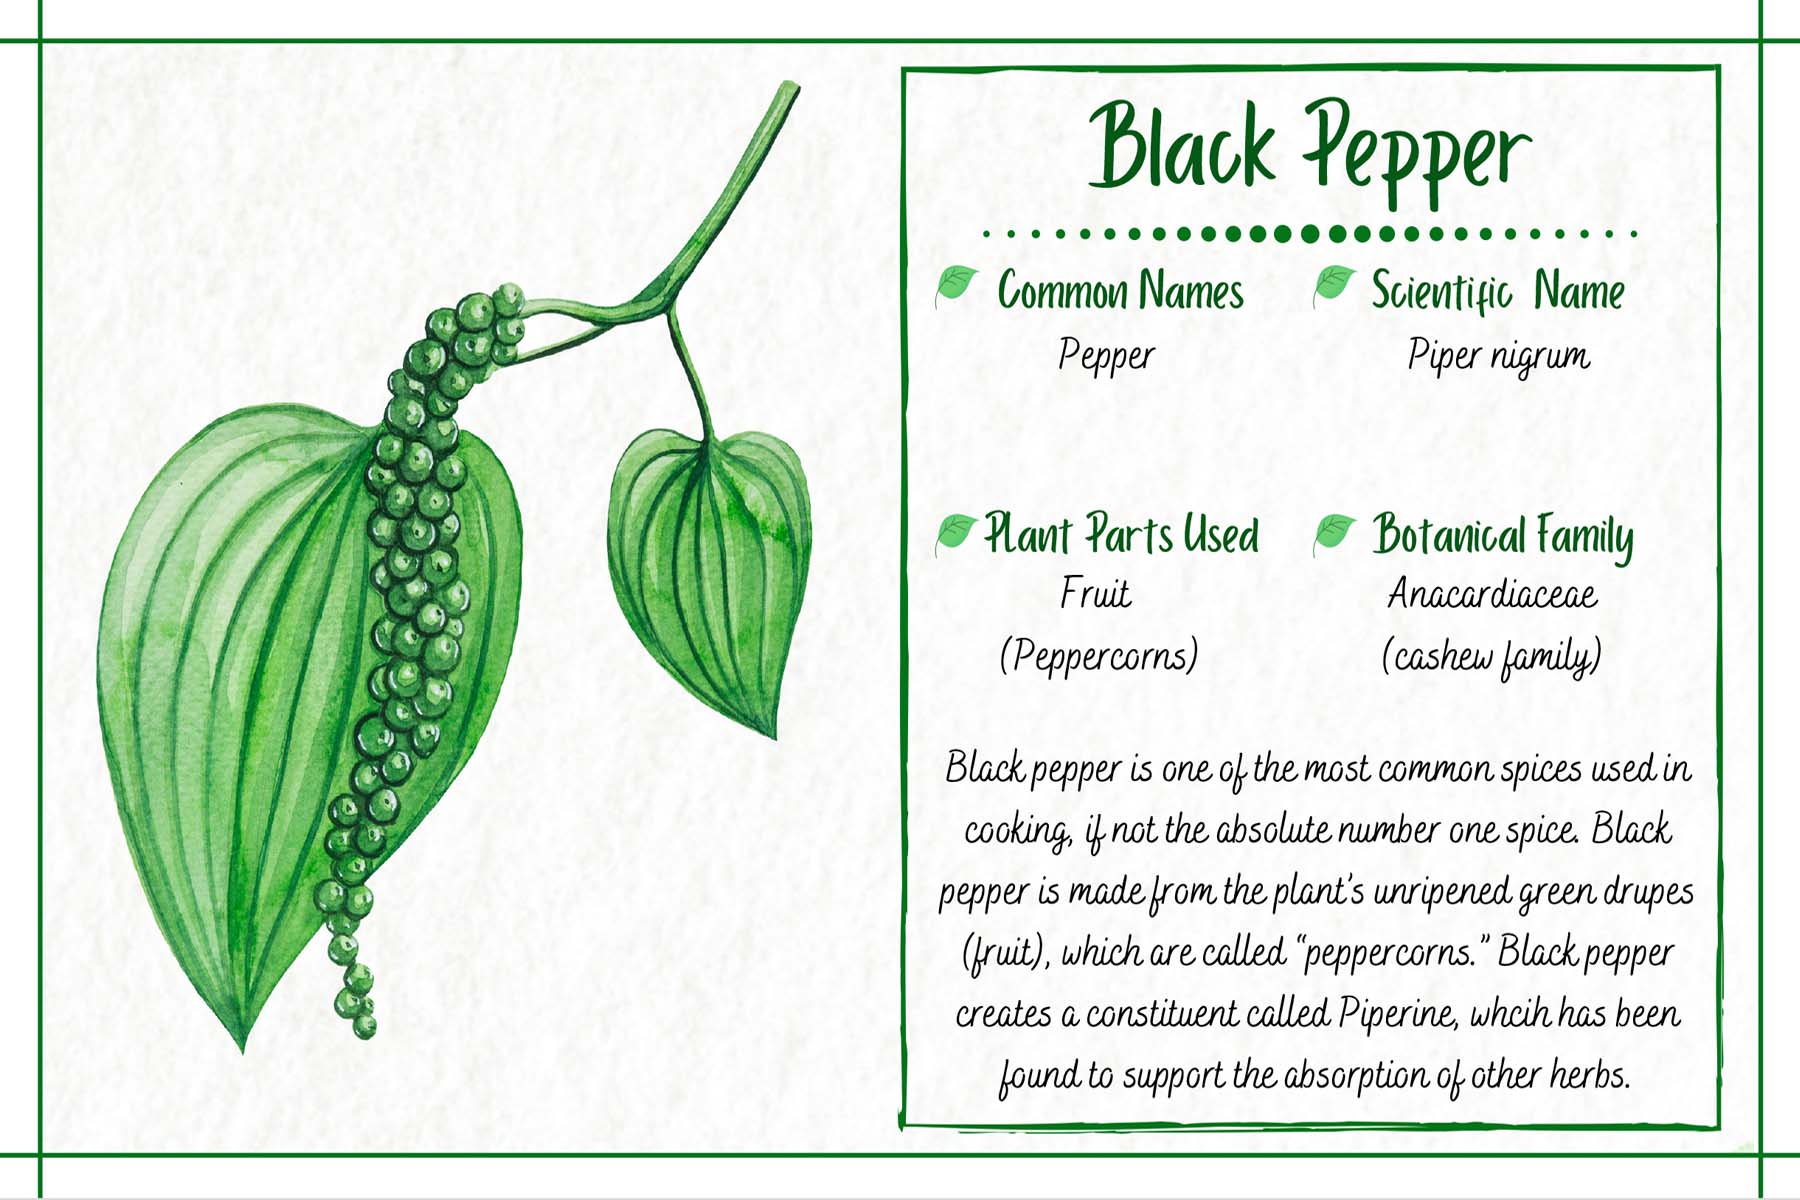 Black Pepper
Common Names
Pepper
Scientific Name
Piper nigrum
Plant Parts Used
Fruit
(Peppercorns)
Botanical Family
Anacardiaceae
(cashew family)
Black pepper is one of the most common spices used in
cooking, if not the absolute number one spice. Black
pepper is made from the plant's unripened green drupes
(fruit), which are called “peppercorns.” Black pepper
creates a constituent called Piperine, whcih has been
found to support the absorption of other herbs.